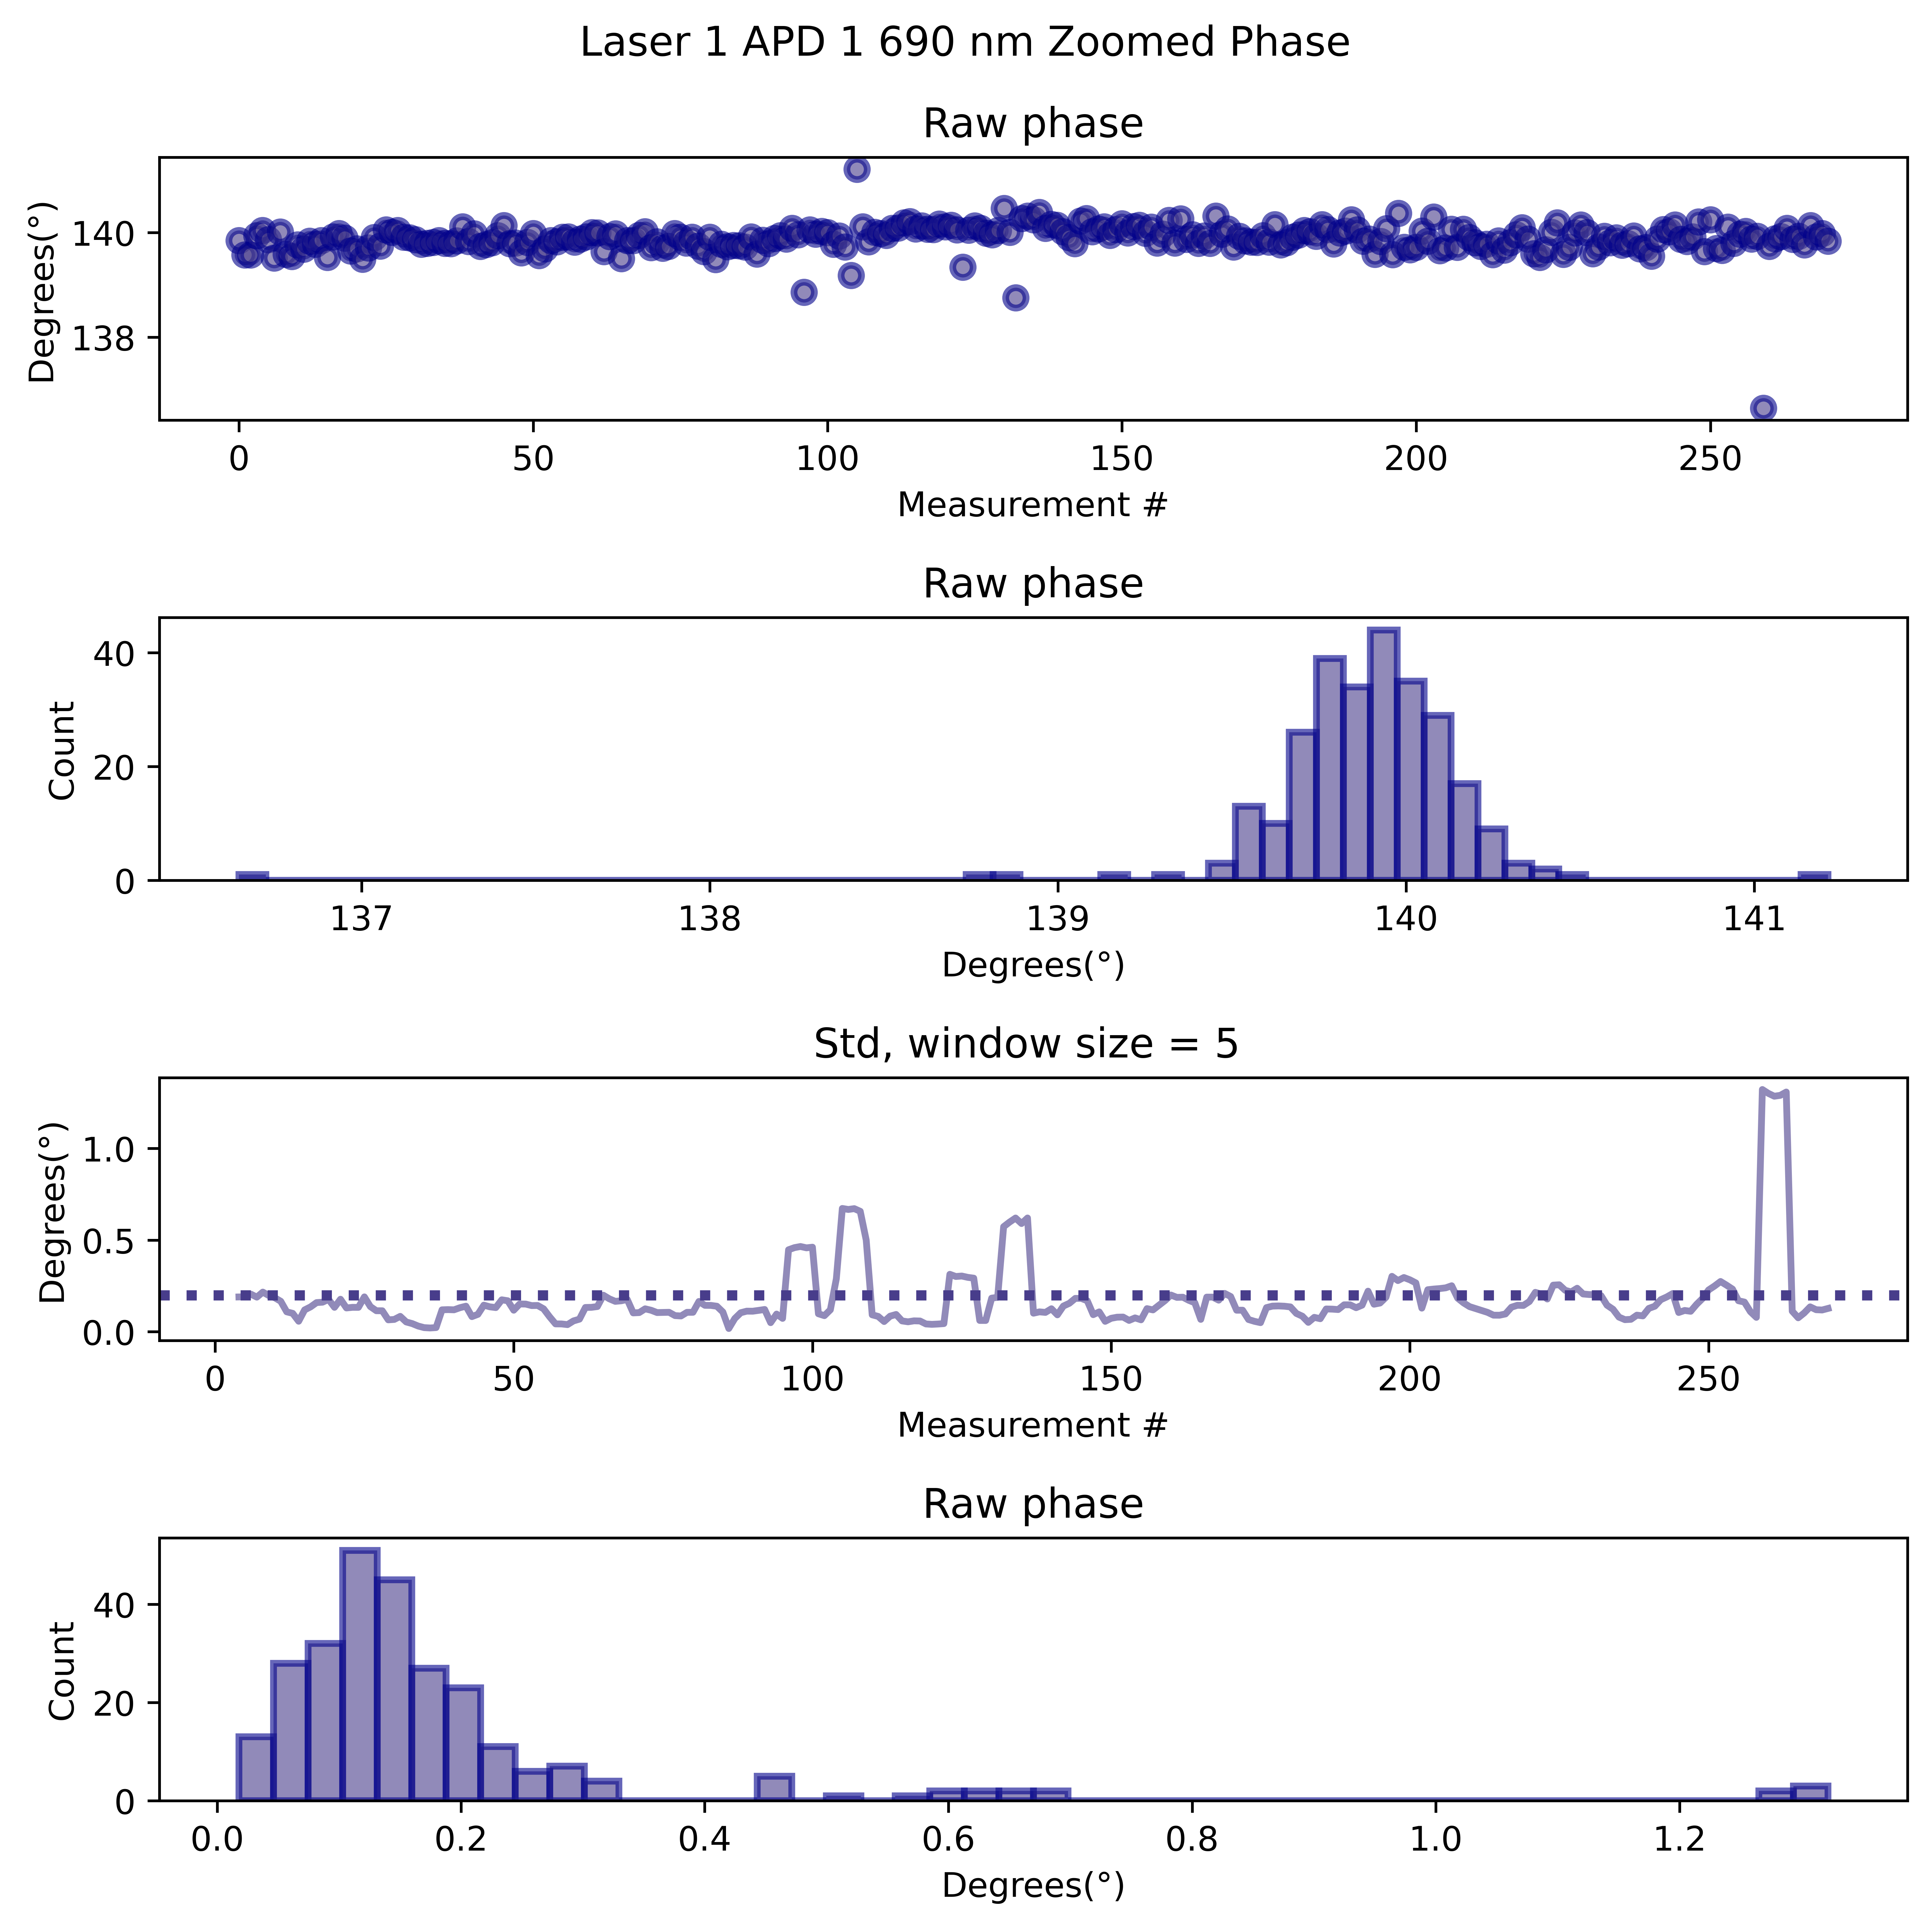 Laser 1 APD 1 690 nm Zoomed Phase
Raw phase
Degrees(°)
140
138
0 50 100 150 200 250
Measurement #
Raw phase
Count
40
20
0
137 138 139 140 141
Degrees(°)
Std, window size = 5
Degrees(°)
1.0
0.5
0.0
0 50 100 150 200 250
Measurement #
Raw phase
Count
40
20
0
0.0 0.2 0.4 0.6 0.8 1.0 1.2
Degrees(°)